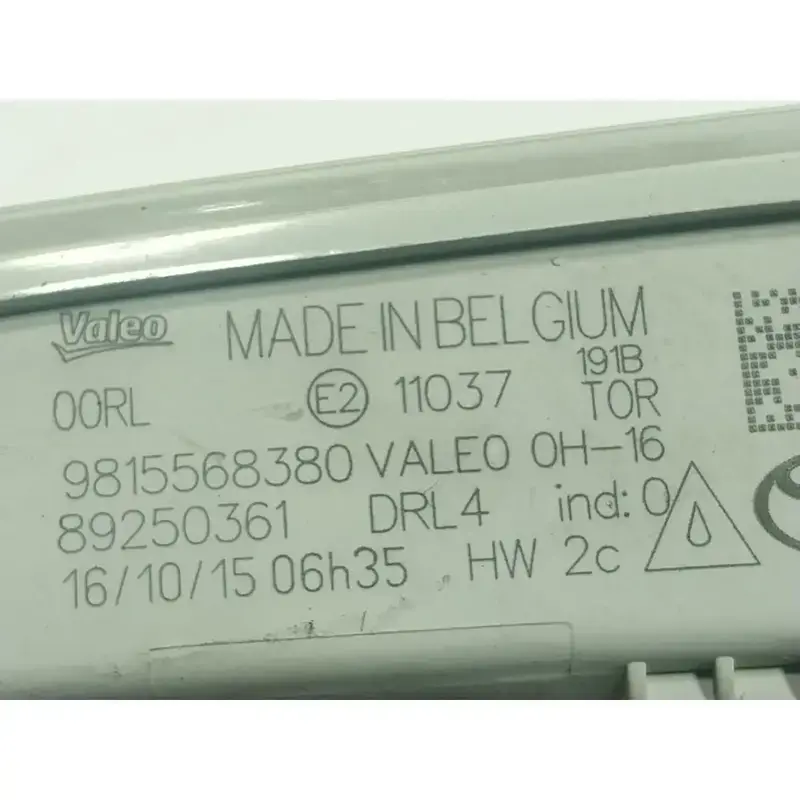 Valeo MADE IN BELGIUM
191B
00RL E2 11037 TOR
9815568380 VALEO 0H-16
89250361 DRL4 ind: 0
16/10/15 06h35 HW 2c